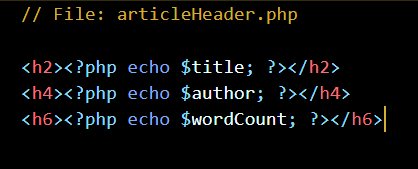 // File: articleHeader.php
<h2><?php echo $title; ?></h2>
<h4><?php echo $author; ?></h4>
<h6><?php echo $wordCount; ?></h6>